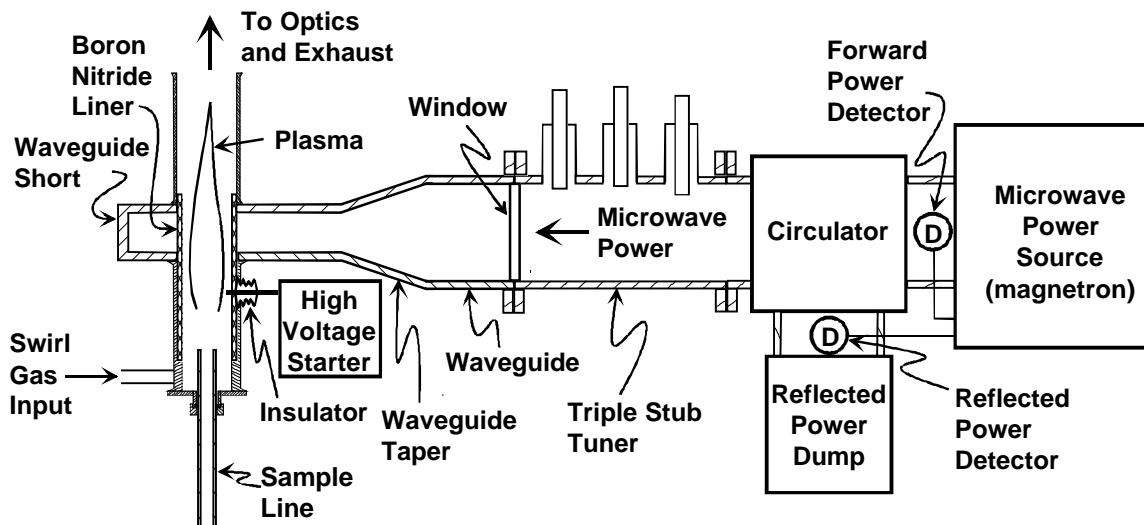 To Optics
and Exhaust
Boron
Nitride
Liner
Waveguide
Short
Plasma
Window
Forward
Power
Detector
Microwave
Power
Circulator
D
Microwave
Power
Source
(magnetron)
High
Voltage
Starter
D
Swirl
Gas
Input
Insulator
Waveguide
Waveguide
Taper
Triple Stub
Tuner
Reflected
Power
Dump
Reflected
Power
Detector
Sample
Line